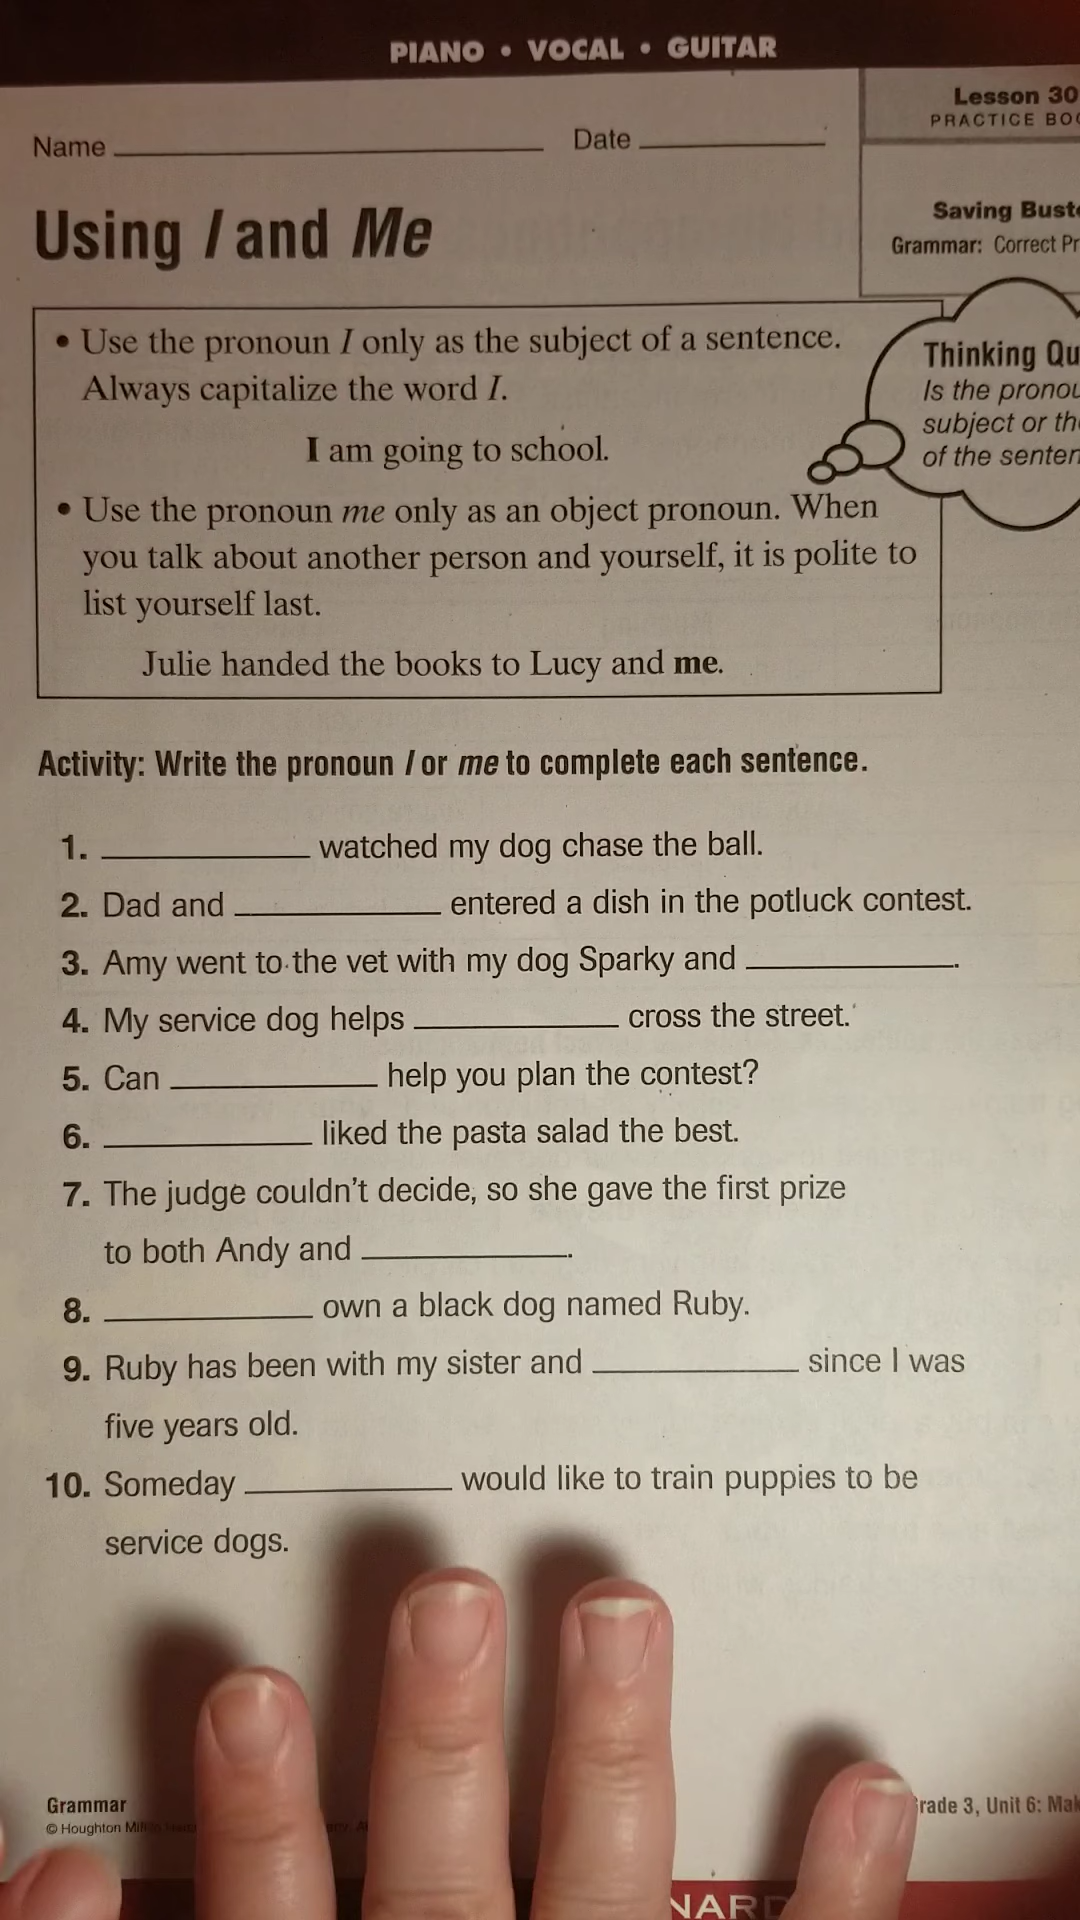 PIANO • VOCAL • GUITAR
Lesson 30
PRACTICE
Name Date
Saving
Grammar: Correct
Using I and Me
• Use the pronoun I only as the subject of a sentence.
Always capitalize the word I.
I am going to school.
• Use the pronoun me only as an object pronoun. When
you talk about another person and yourself, it is polite to
list yourself last.
Julie handed the books to Lucy and me.
Thinking
Is the
subject or
of the
Activity: Write the pronoun I or me to complete each sentence.
1. watched my dog chase the ball.
2. Dad and entered a dish in the potluck contest.
3. Amy went to the vet with my dog Sparky and .
4. My service dog helps cross the street.
5. Can help you plan the contest?
6. liked the pasta salad the best.
7. The judge couldn't decide, so she gave the first prize
to both Andy and .
8. own a black dog named Ruby.
9. Ruby has been with my sister and since I was
five years old.
10. Someday would like to train puppies to be
service dogs.
Grammar
© Houghton
3, Unit 6: